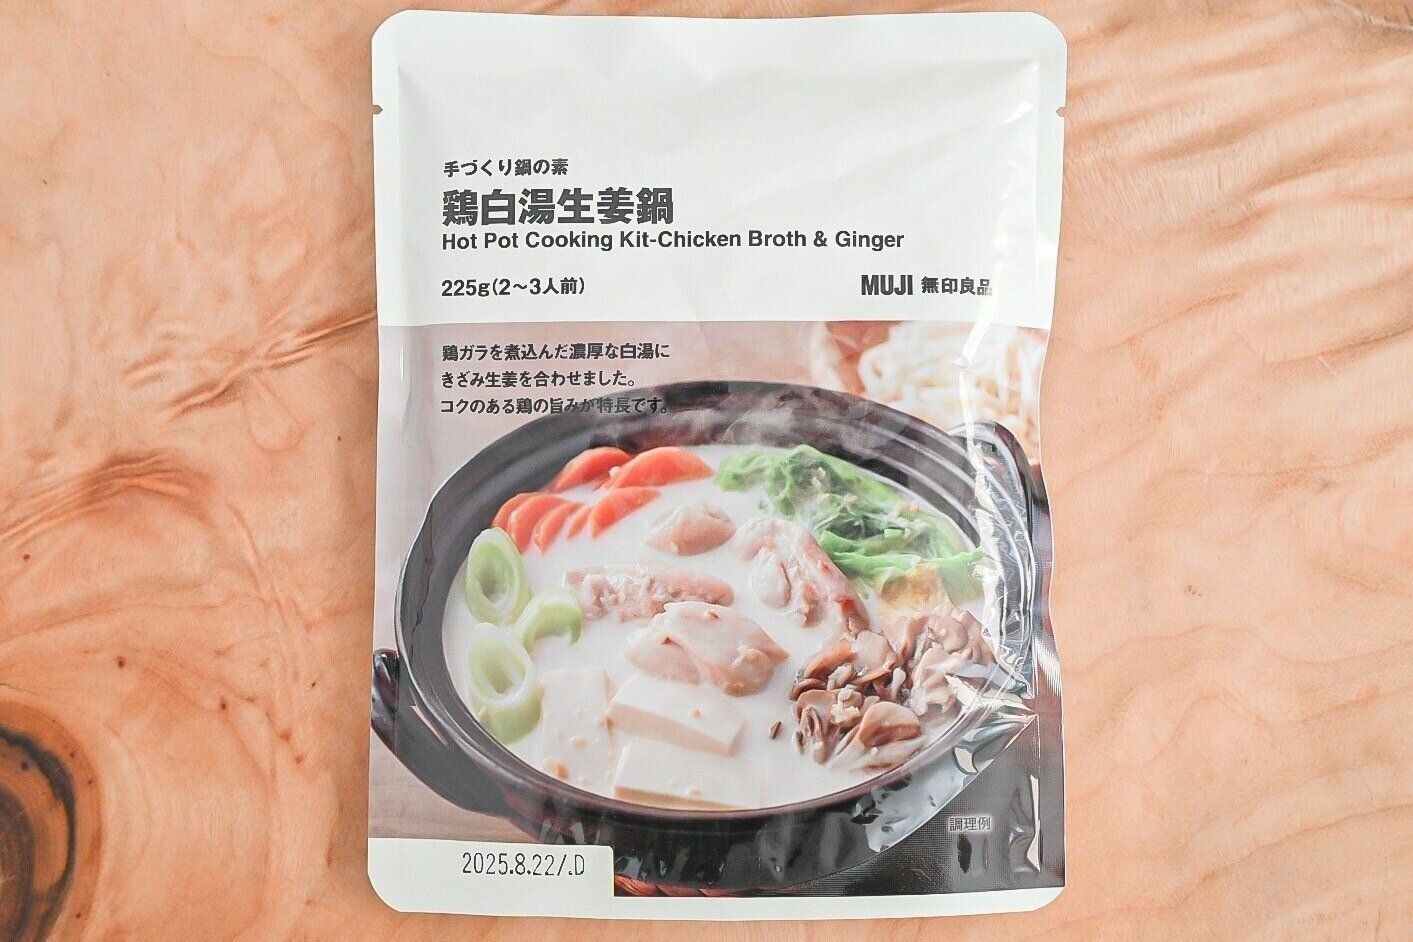 手づくり鍋の素
鶏白湯生姜鍋
Hot Pot Cooking Kit-Chicken Broth & Ginger
225g(2〜3人前)
MUJI 無印良品
鶏ガラを煮込んだ濃厚な白湯に
きざみ生姜を合わせました。
コクのある鶏の旨みが特長です。
調理例
2025.8.22/.D